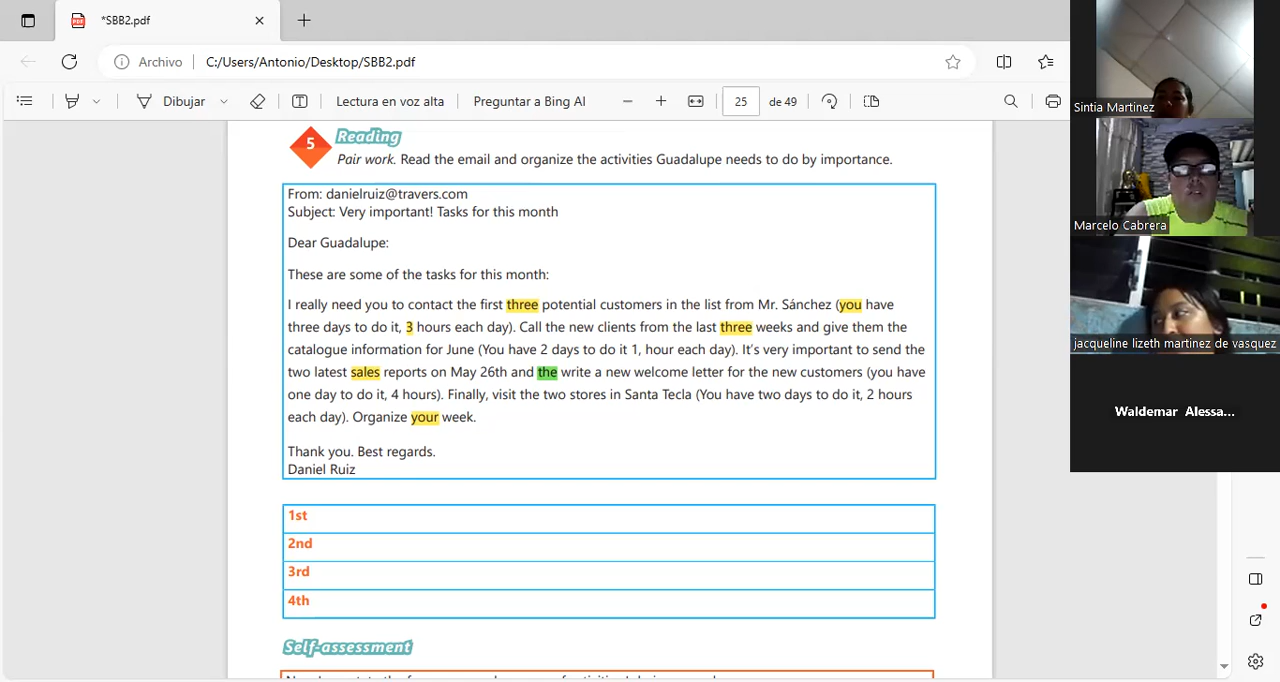 *SBB2.pdf
Archivo
C:/Users/Antonio/Desktop/SBB2.pdf
Dibujar
Lectura en voz alta
Preguntar a Bing AI
25
de 49
5
Reading
Pair work. Read the email and organize the activities Guadalupe needs to do by importance.
From: danielruiz@travers.com
Subject: Very important! Tasks for this month
Dear Guadalupe:
These are some of the tasks for this month:
I really need you to contact the first three potential customers in the list from Mr. Sánchez (you have
three days to do it, 3 hours each day). Call the new clients from the last three weeks and give them the
catalogue information for June (You have 2 days to do it 1, hour each day). It's very important to send the
two latest sales reports on May 26th and the write a new welcome letter for the new customers (you have
one day to do it, 4 hours). Finally, visit the two stores in Santa Tecla (You have two days to do it, 2 hours
each day). Organize your week.
Thank you. Best regards.
Daniel Ruiz
1st
2nd
3rd
4th
Self-assessment
Sintia Martinez
Marcelo Cabrera
jacqueline lizeth martinez de vasquez
Waldemar Alessa...